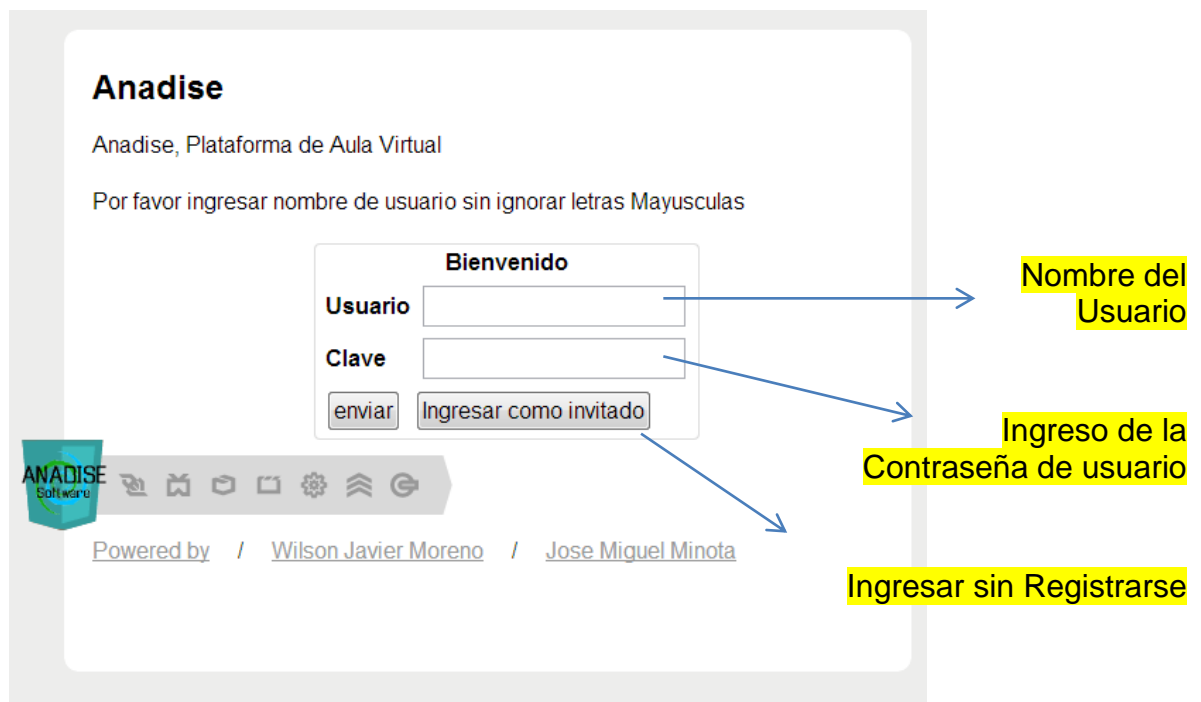 Anadise
Anadise, Plataforma de Aula Virtual
Por favor ingresar nombre de usuario sin ignorar letras Mayusculas
Bienvenido
Usuario
Clave
enviar Ingresar como invitado
Nombre del
Usuario
Ingreso de la
Contraseña de usuario
Ingresar sin Registrarse
ANADISE
Software
Powered by / Wilson Javier Moreno / Jose Miguel Minota